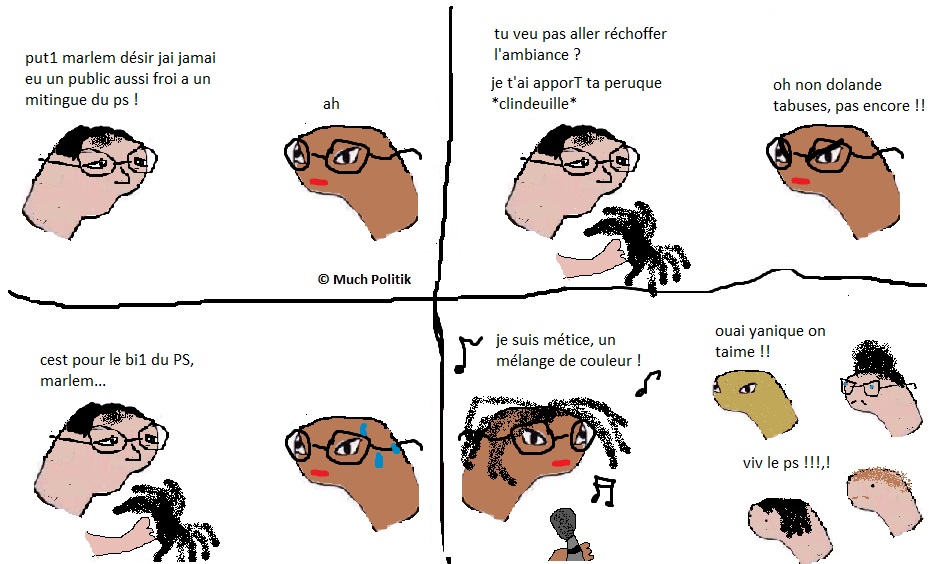 put1 marlem désir jai jamai
eu un public aussi froi a un
mitingue du ps !
ah
© Much Politik
tu veu pas aller réchoffer
l'ambiance ?
je t'ai apporT ta peruque
*clindeuille*
oh non dolande
tabuses, pas encore !!
cest pour le bi1 du PS,
marlem...
je suis métice, un
mélange de couleur !
ouai yanique on
taime !!
viv le ps !!!,!